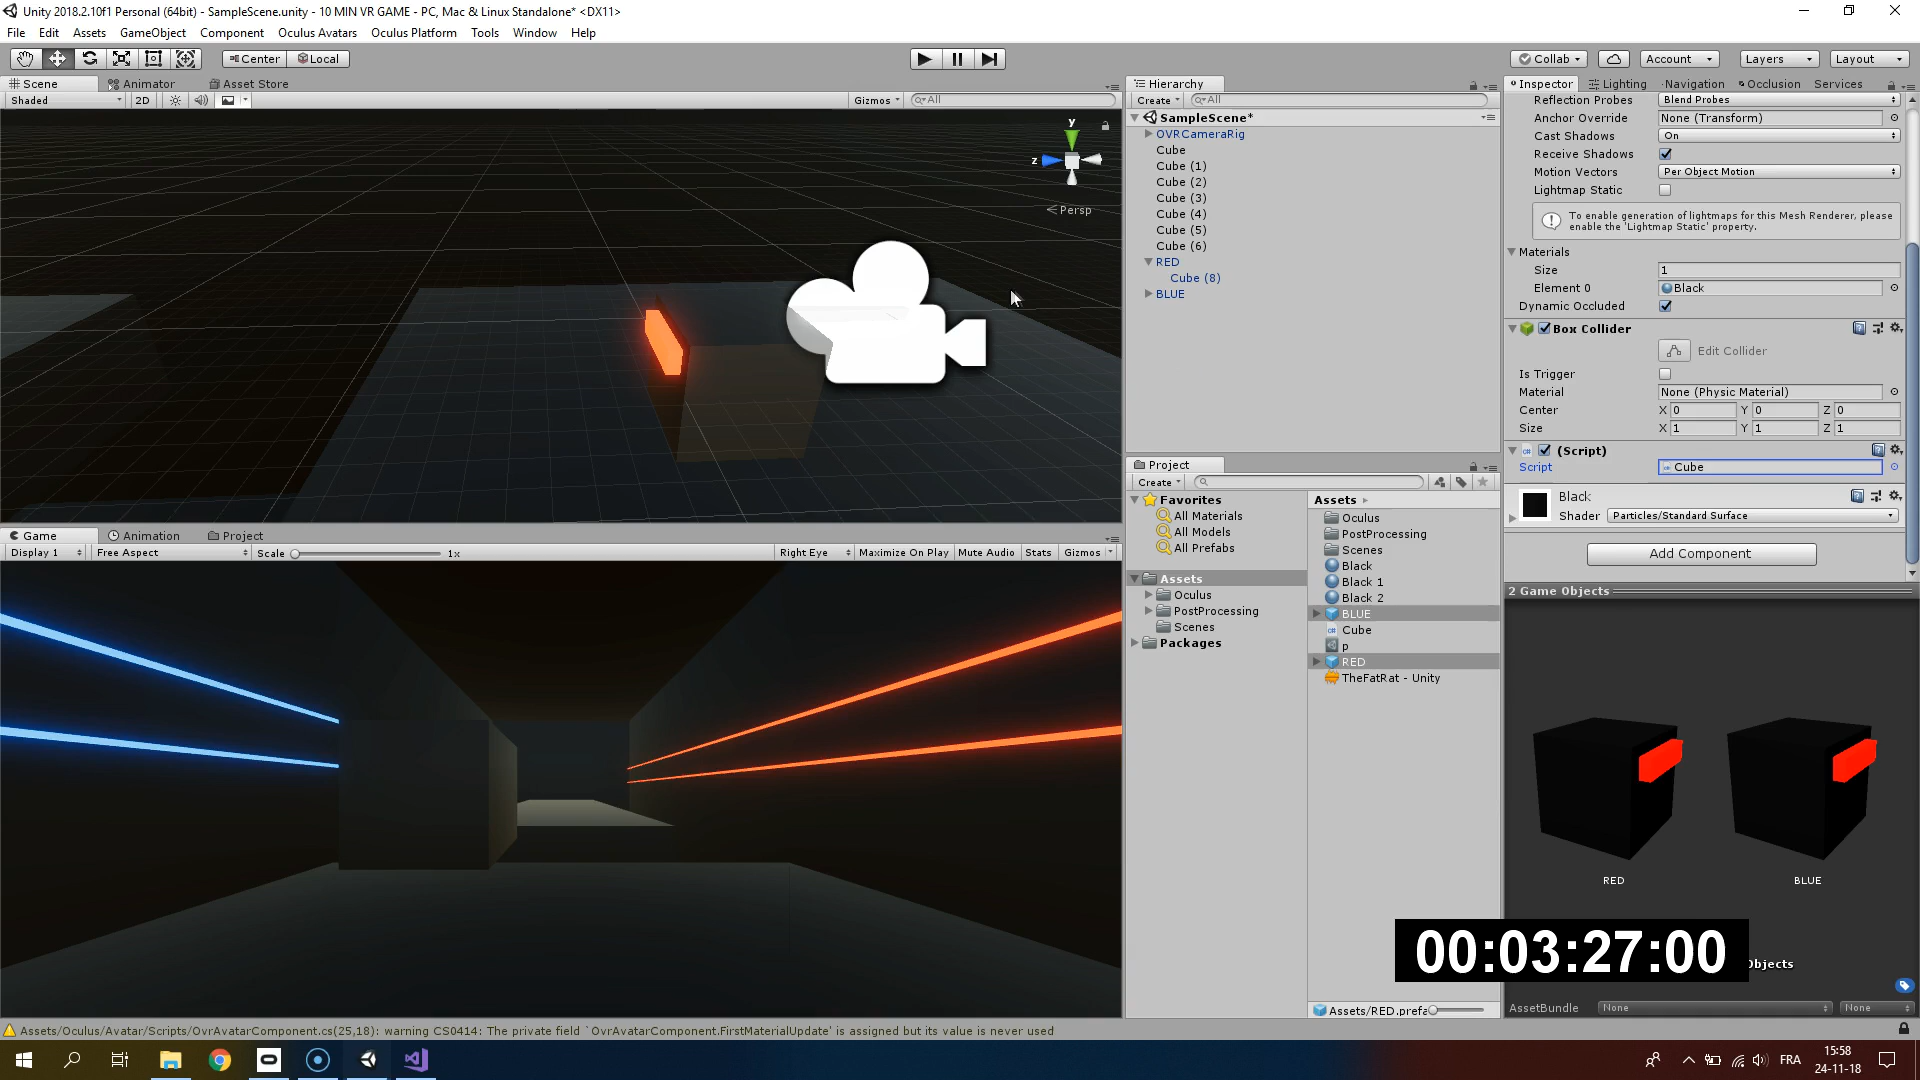 Unity 2018.2.10f1 Personal (64bit) - SampleScene.unity - 10 MIN VR GAME - PC, Mac & Linux Standalone* <DX11>
File Edit Assets GameObject Component Oculus Avatars Oculus Platform Tools Window Help
Center Local Collab Account Layers Layout
Scene Animator Asset Store
Shaded 2D Gizmos All
y
z
Persp
Hierarchy
Create All
SampleScene*
OVRCameraRig
Cube
Cube (1)
Cube (2)
Cube (3)
Cube (4)
Cube (5)
Cube (6)
RED
Cube (8)
BLUE
Inspector Lighting Navigation Occlusion Services
Reflection Probes Blend Probes
Anchor Override None (Transform)
Cast Shadows On
Receive Shadows
Motion Vectors Per Object Motion
Lightmap Static
To enable generation of lightmaps for this Mesh Renderer, please
enable the 'Lightmap Static' property.
Materials
Size 1
Element 0 Black
Dynamic Occluded
Box Collider
Edit Collider
Is Trigger
Material None (Physic Material)
Center X 0 Y 0 Z 0
Size X 1 Y 1 Z 1
(Script)
Script Cube
Black
Shader Particles/Standard Surface
Add Component
2 Game Objects
RED BLUE
Objects
AssetBundle None None
Project
Create
Favorites
All Materials
All Models
All Prefabs
Assets
Oculus
PostProcessing
Scenes
Packages
Assets
Oculus
PostProcessing
Scenes
Black
Black 1
Black 2
BLUE
Cube
p
RED
TheFatRat - Unity
Assets/RED.prefa
Game Animation Project
Display 1 Free Aspect Scale 1x Right Eye Maximize On Play Mute Audio Stats Gizmos
00:03:27:00
Assets/Oculus/Avatar/Scripts/OvrAvatarComponent.cs(25,18): warning CS0414: The private field `OvrAvatarComponent.FirstMaterialUpdate' is assigned but its value is never used
FRA
15:58
24-11-18